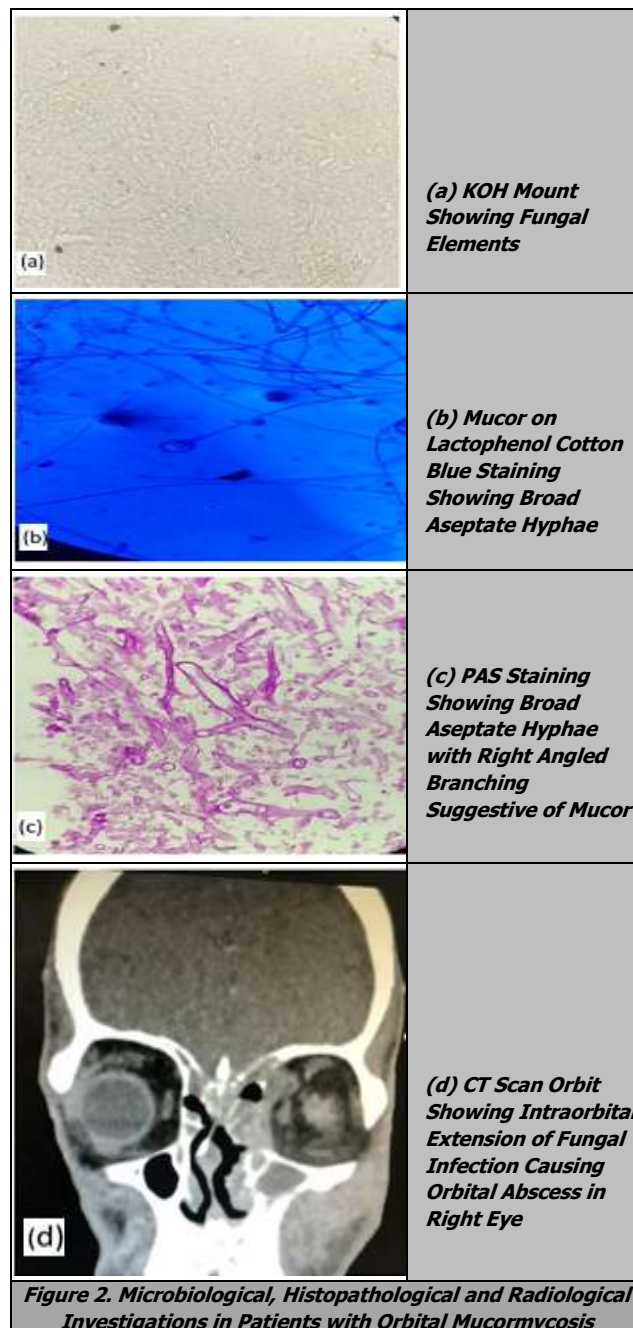 (a)
(a) KOH Mount
Showing Fungal
Elements
(b)
(b) Mucor on
Lactophenol Cotton
Blue Staining
Showing Broad
Aseptate Hyphae
(c)
(c) PAS Staining
Showing Broad
Aseptate Hyphae
with Right Angled
Branching
Suggestive of Mucor
(d)
(d) CT Scan Orbit
Showing Intraorbital
Extension of Fungal
Infection Causing
Orbital Abscess in
Right Eye
Figure 2. Microbiological, Histopathological and Radiological
Investigations in Patients with Orbital Mucormycosis